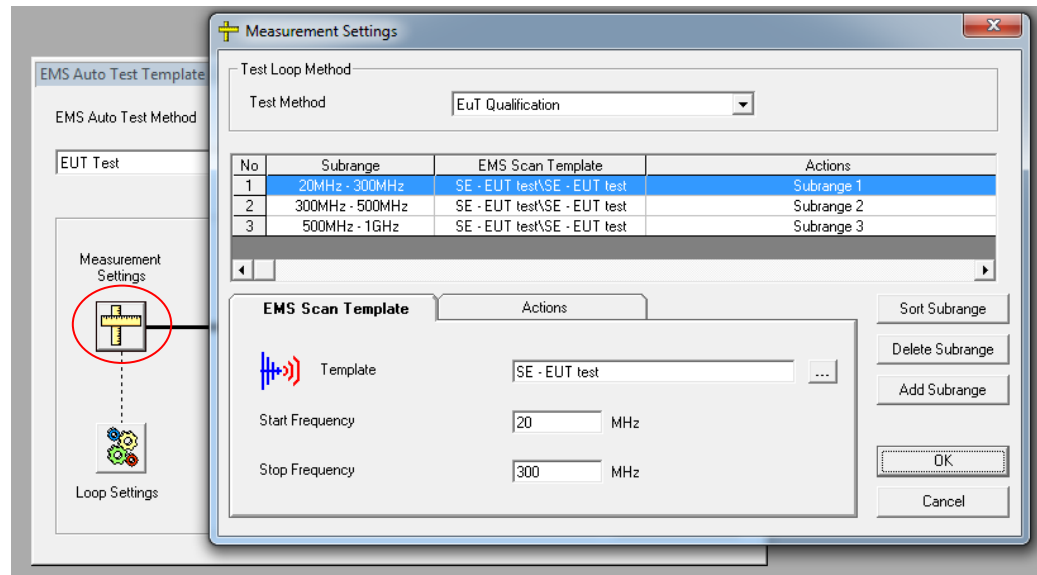 Measurement Settings
EMS Auto Test Template
EMS Auto Test Method
EUT Test
Measurement
Settings
Loop Settings
Test Loop Method
Test Method
EuT Qualification
No Subrange EMS Scan Template Actions
1 20MHz - 300MHz SE - EUT test\SE - EUT test Subrange 1
2 300MHz - 500MHz SE - EUT test\SE - EUT test Subrange 2
3 500MHz - 1GHz SE - EUT test\SE - EUT test Subrange 3
EMS Scan Template Actions
Template SE - EUT test ...
Start Frequency 20 MHz
Stop Frequency 300 MHz
Sort Subrange
Delete Subrange
Add Subrange
OK
Cancel